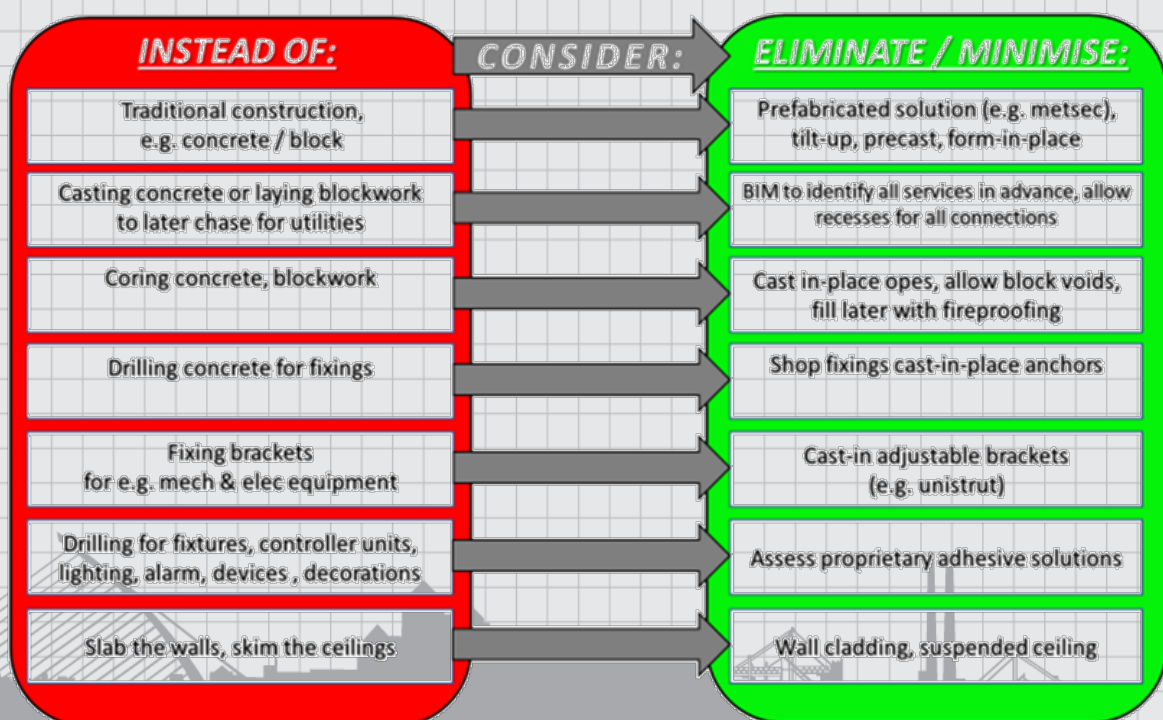 INSTEAD OF:
CONSIDER:
ELIMINATE / MINIMISE:
Traditional construction,
e.g. concrete / block
Prefabricated solution (e.g. metsec),
tilt-up, precast, form-in-place
Casting concrete or laying blockwork
to later chase for utilities
BIM to identify all services in advance, allow
recesses for all connections
Coring concrete, blockwork
Cast in-place opes, allow block voids,
fill later with fireproofing
Drilling concrete for fixings
Shop fixings cast-in-place anchors
Fixing brackets
for e.g. mech & elec equipment
Cast-in adjustable brackets
(e.g. unistrut)
Drilling for fixtures, controller units,
lighting, alarm, devices , decorations
Assess proprietary adhesive solutions
Slab the walls, skim the ceilings
Wall cladding, suspended ceiling